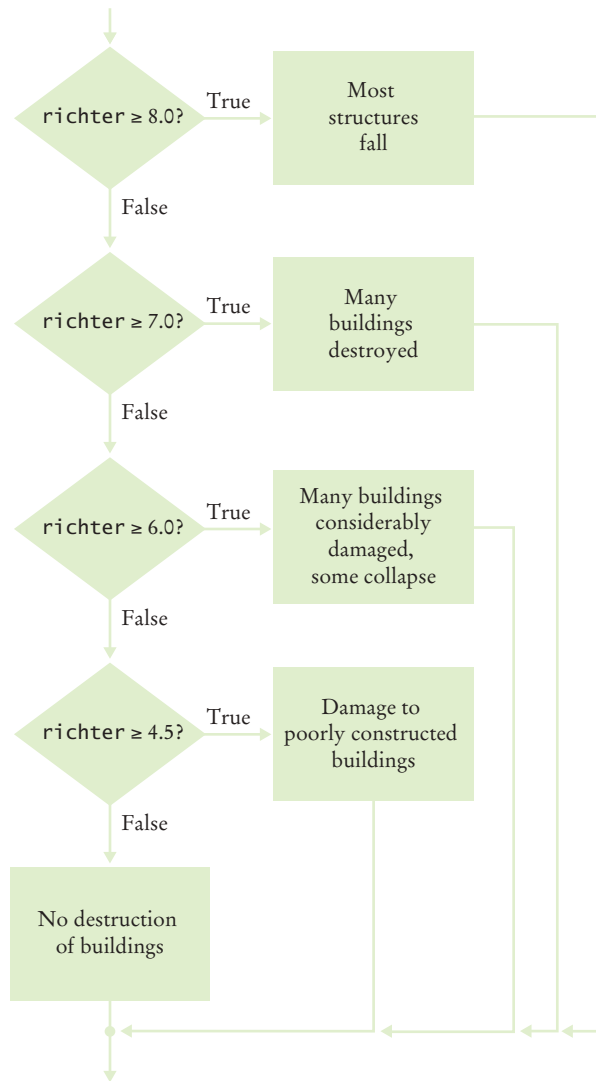 richter ≥ 8.0?
True
Most
structures
fall
False
richter ≥ 7.0?
True
Many
buildings
destroyed
False
richter ≥ 6.0?
True
Many buildings
considerably
damaged,
some collapse
False
richter ≥ 4.5?
True
Damage to
poorly constructed
buildings
False
No destruction
of buildings